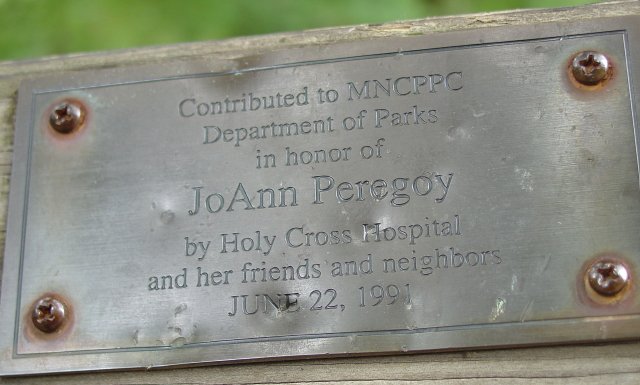 Contributed to MNCPPC
Department of Parks
in honor of
JoAnn Peregoy
by Holy Cross Hospital
and her friends and neighbors
JUNE 22, 1991